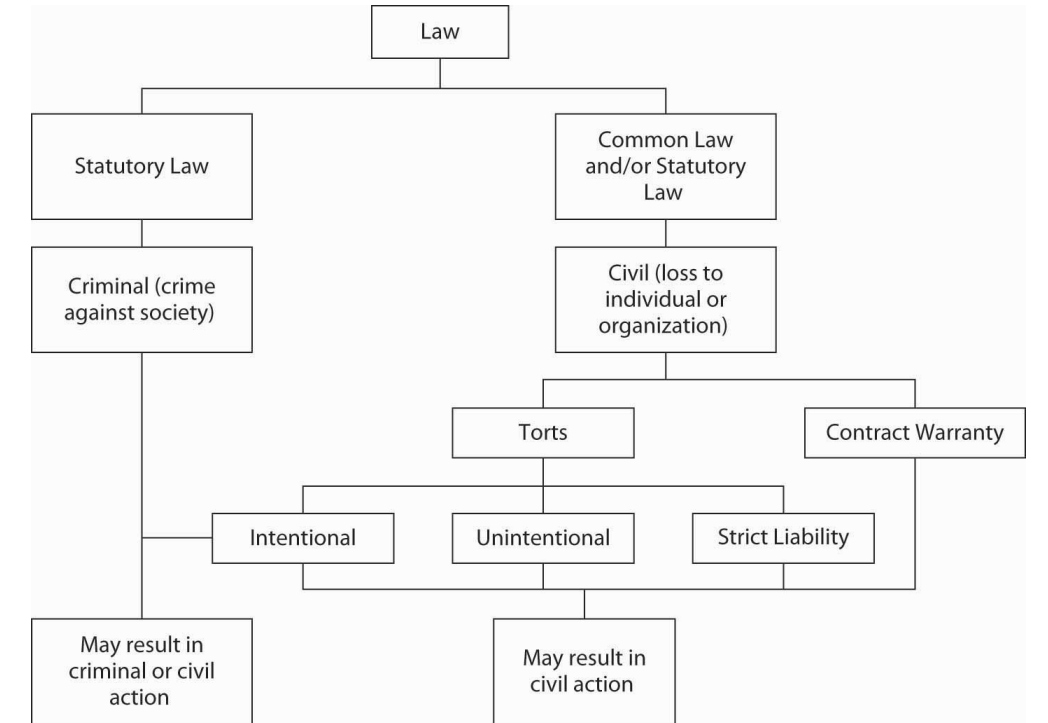 Law
Statutory Law
Common Law
and/or Statutory
Law
Criminal (crime
against society)
Civil (loss to
individual or
organization)
Torts
Contract Warranty
Intentional
Unintentional
Strict Liability
May result in
criminal or civil
action
May result in
civil action